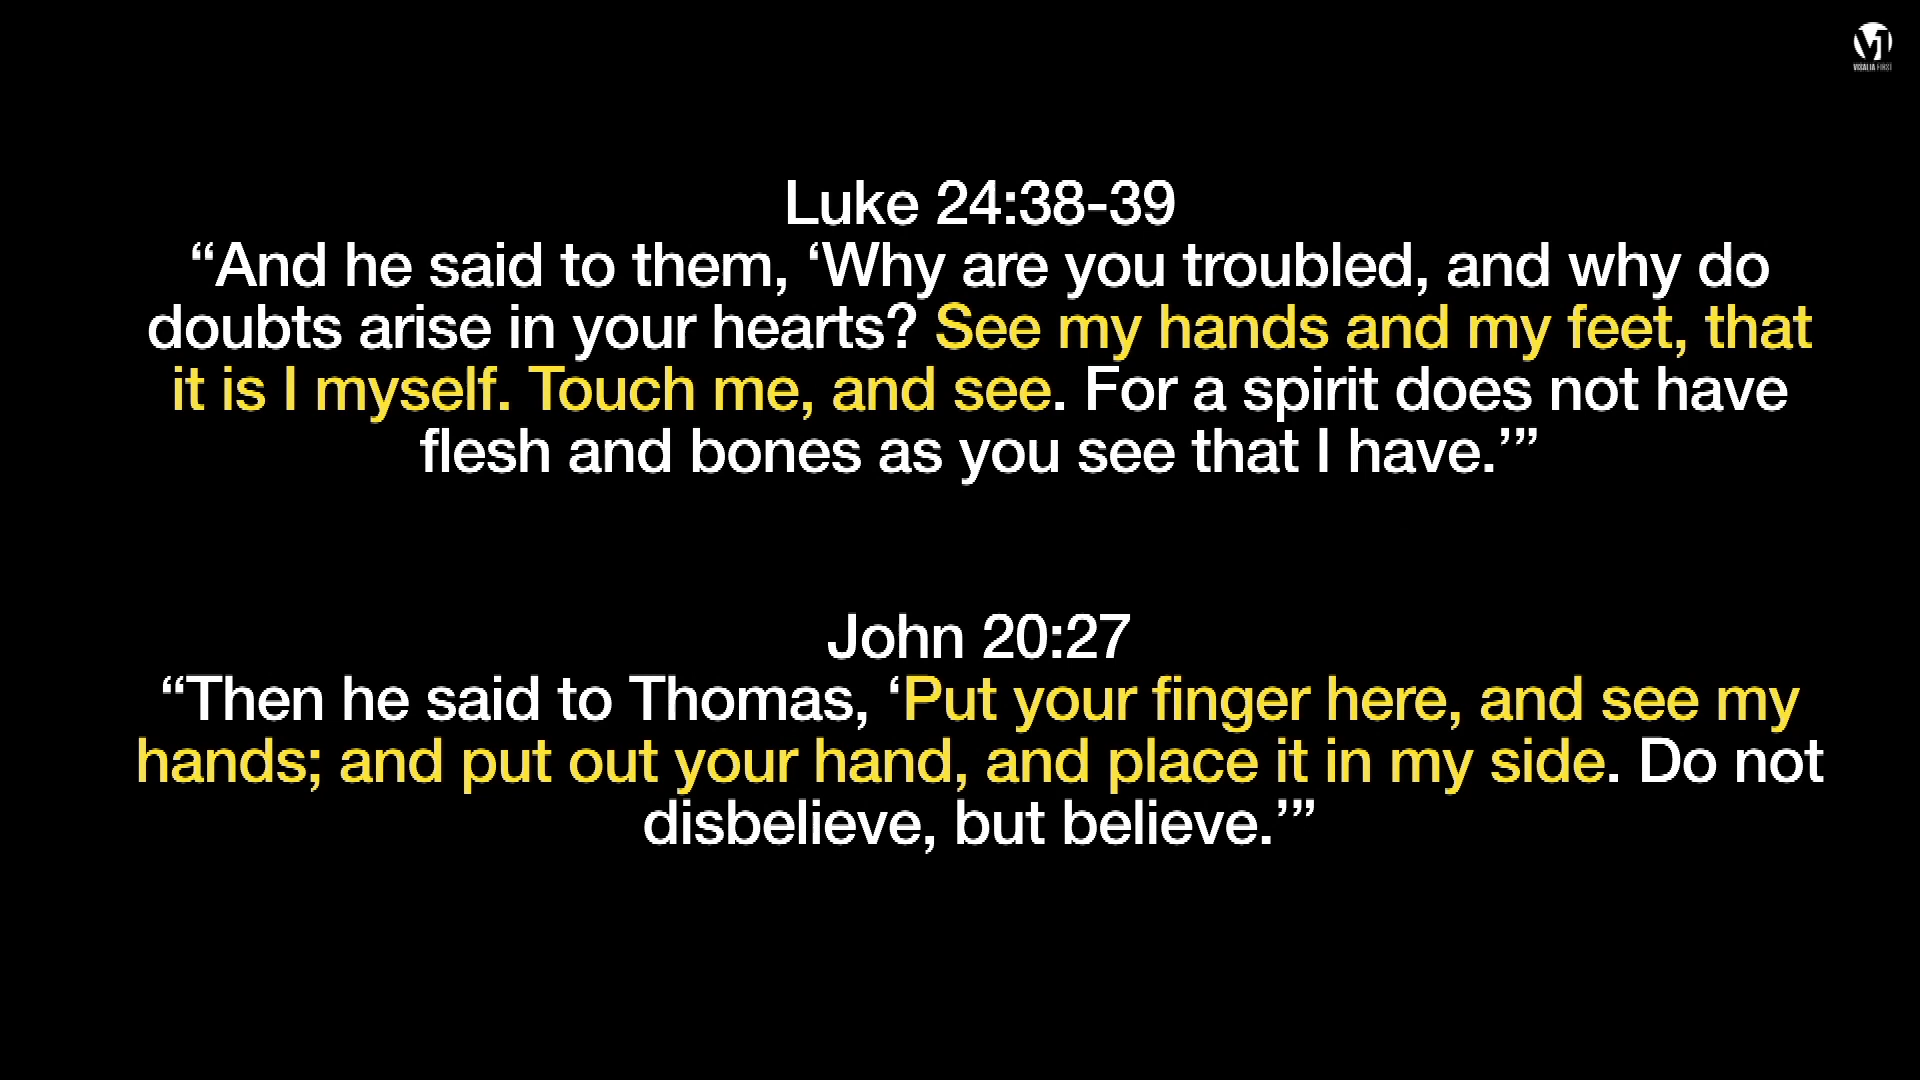 VISALIA FIRST
Luke 24:38-39
“And he said to them, ‘Why are you troubled, and why do
doubts arise in your hearts? See my hands and my feet, that
it is I myself. Touch me, and see. For a spirit does not have
flesh and bones as you see that I have.’”
John 20:27
“Then he said to Thomas, ‘Put your finger here, and see my
hands; and put out your hand, and place it in my side. Do not
disbelieve, but believe.’”